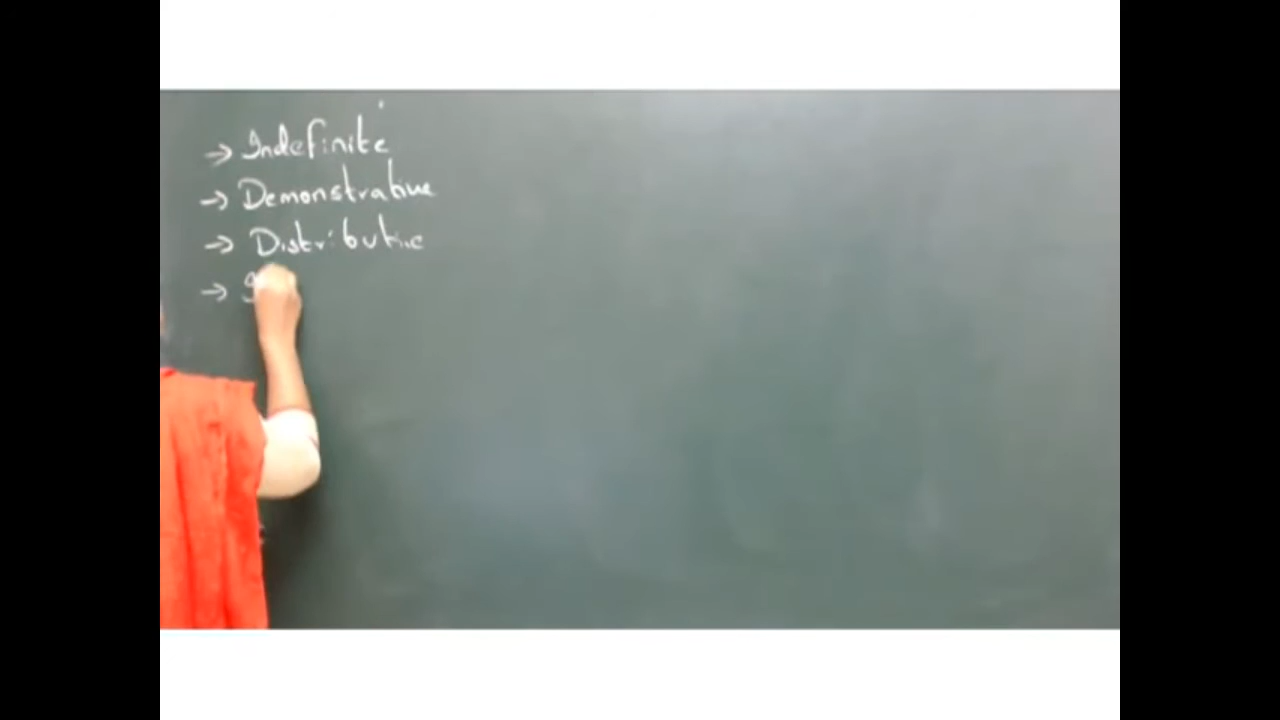 → Indefinite
→ Demonstrative
→ Distributive
→